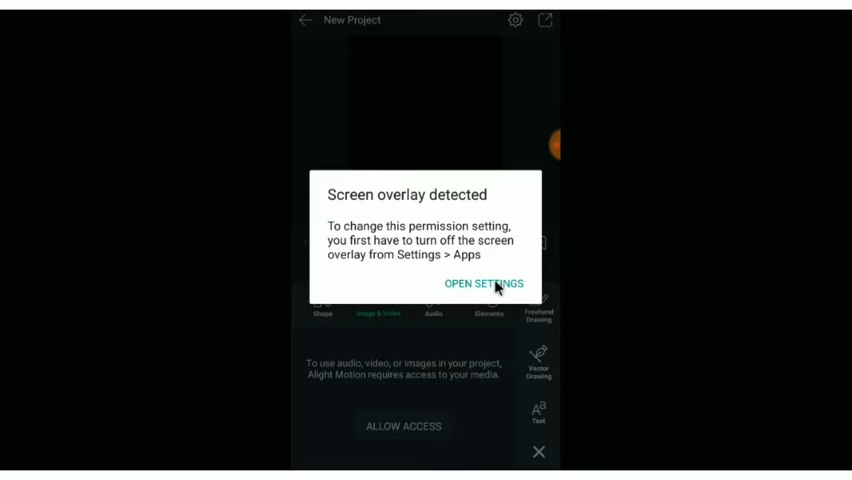 New Project
Screen overlay detected
To change this permission setting,
you first have to turn off the screen
overlay from Settings > Apps
OPEN SETTINGS
Shape
Image & Video
Audio
Elements
Freehand
Drawing
To use audio, video, or images in your project,
Alight Motion requires access to your media.
Vector
Drawing
ALLOW ACCESS
Text